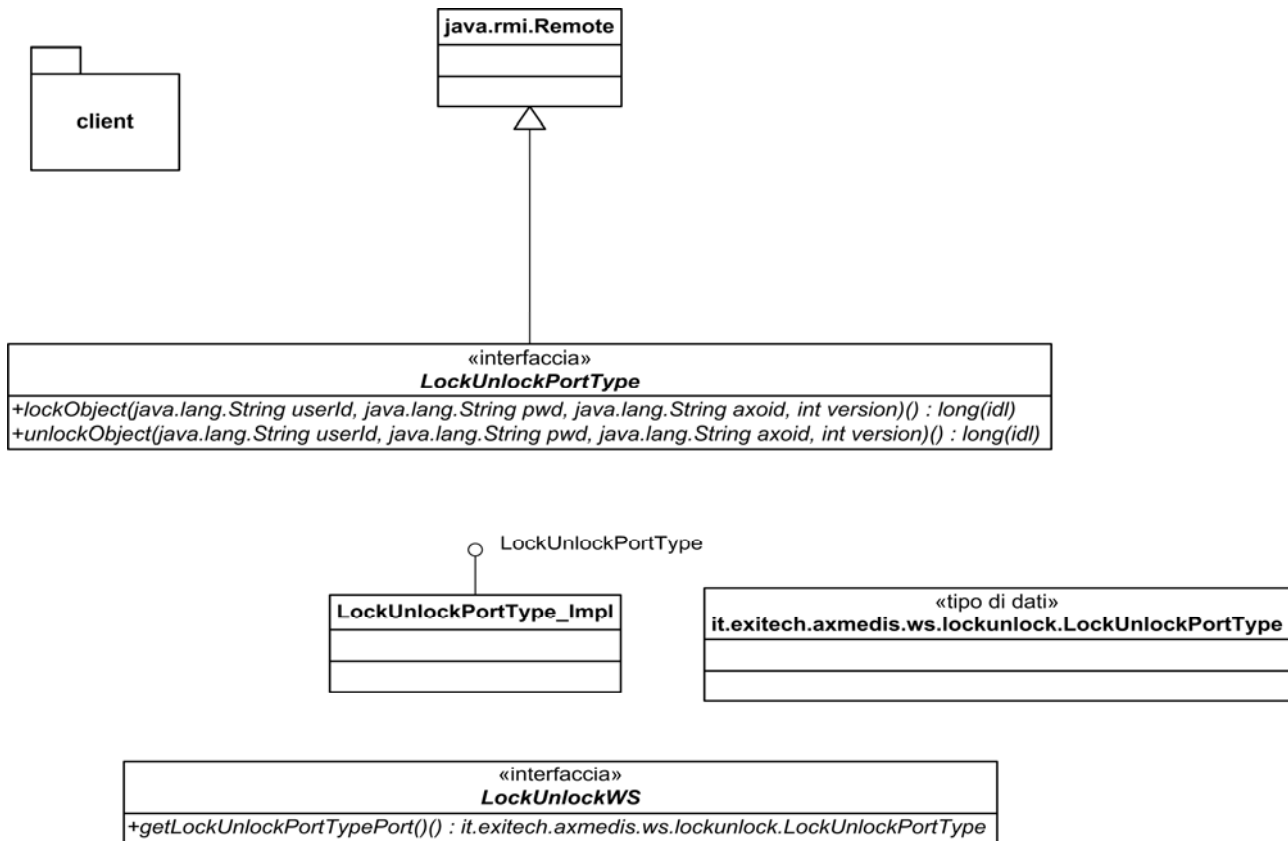 java.rmi.Remote
client
«interfaccia»
LockUnlockPortType
+lockObject(java.lang.String userId, java.lang.String pwd, java.lang.String axoid, int version)() : long(idl)
+unlockObject(java.lang.String userId, java.lang.String pwd, java.lang.String axoid, int version)() : long(idl)
LockUnlockPortType
LockUnlockPortType_Impl
«tipo di dati»
it.exitech.axmedis.ws.lockunlock.LockUnlockPortType
«interfaccia»
LockUnlockWS
+getLockUnlockPortTypePort()() : it.exitech.axmedis.ws.lockunlock.LockUnlockPortType